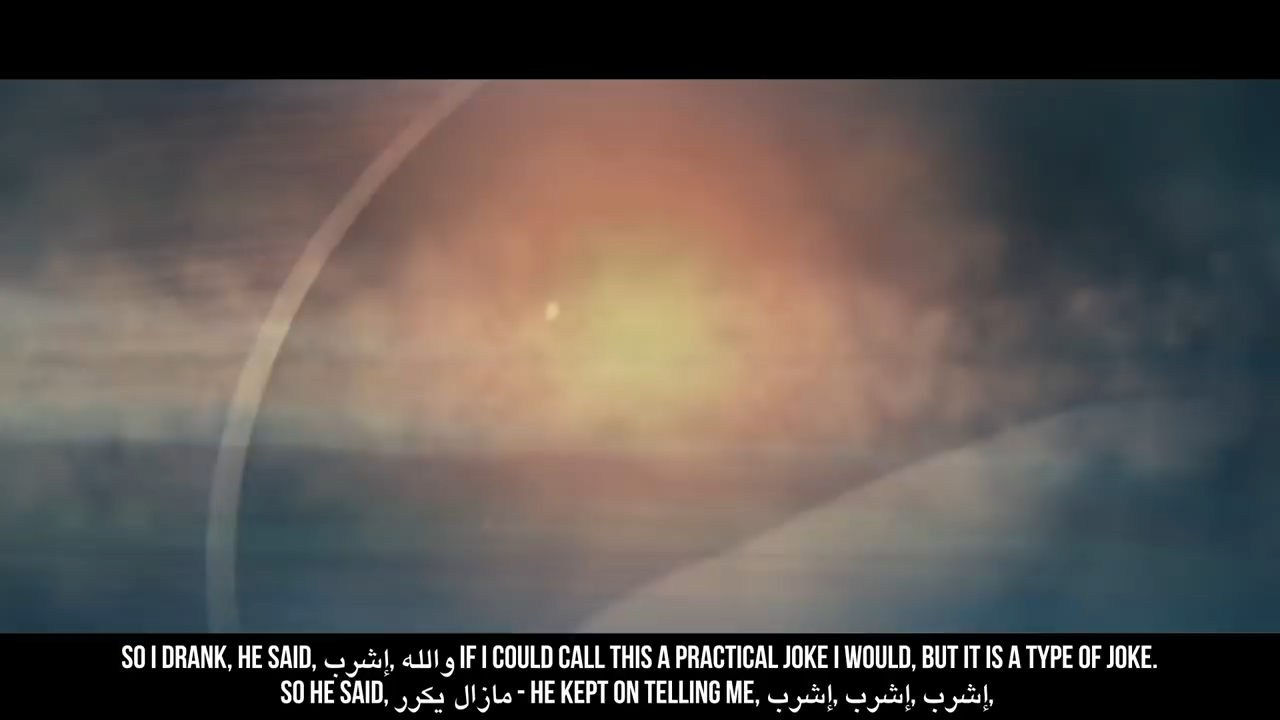 SO I DRANK, HE SAID, إشرب, والله IF I COULD CALL THIS A PRACTICAL JOKE I WOULD, BUT IT IS A TYPE OF JOKE.
SO HE SAID, مازال يكرر - HE KEPT ON TELLING ME, إشرب, إشرب, إشرب,